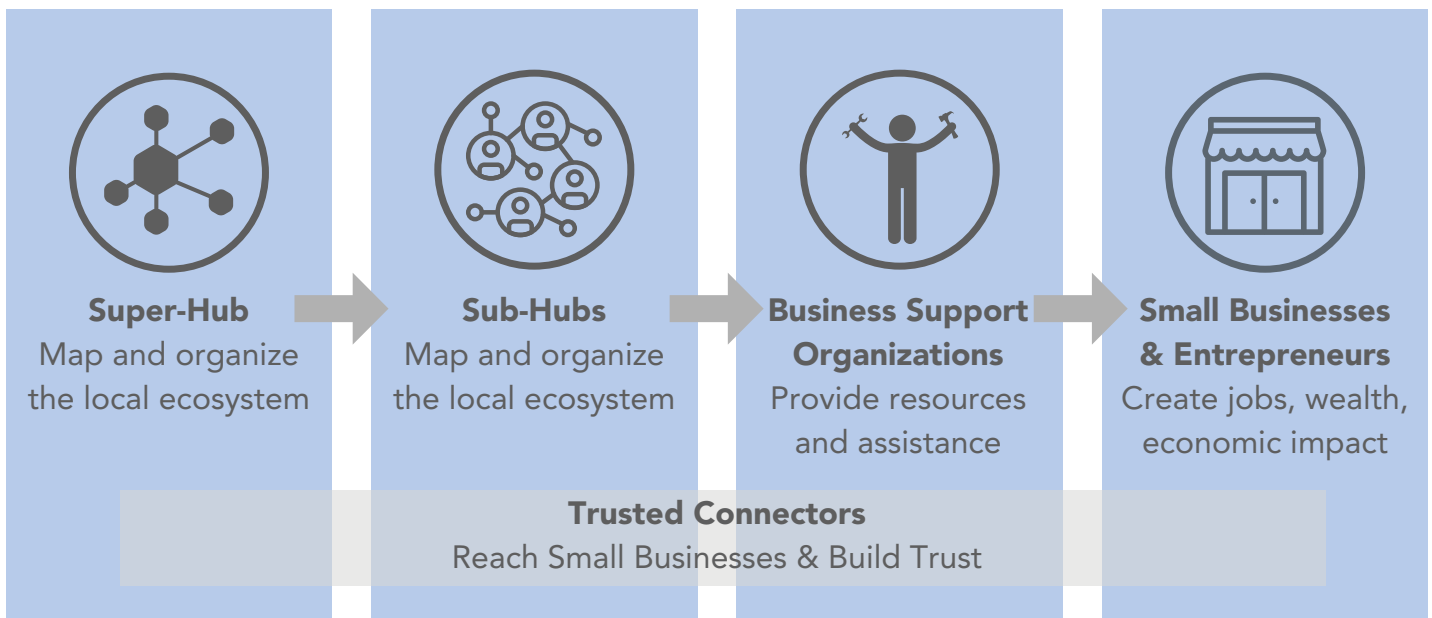 Super-Hub
Map and organize
the local ecosystem
Sub-Hubs
Map and organize
the local ecosystem
Business Support
Organizations
Provide resources
and assistance
Small Businesses
& Entrepreneurs
Create jobs, wealth,
economic impact
Trusted Connectors
Reach Small Businesses & Build Trust